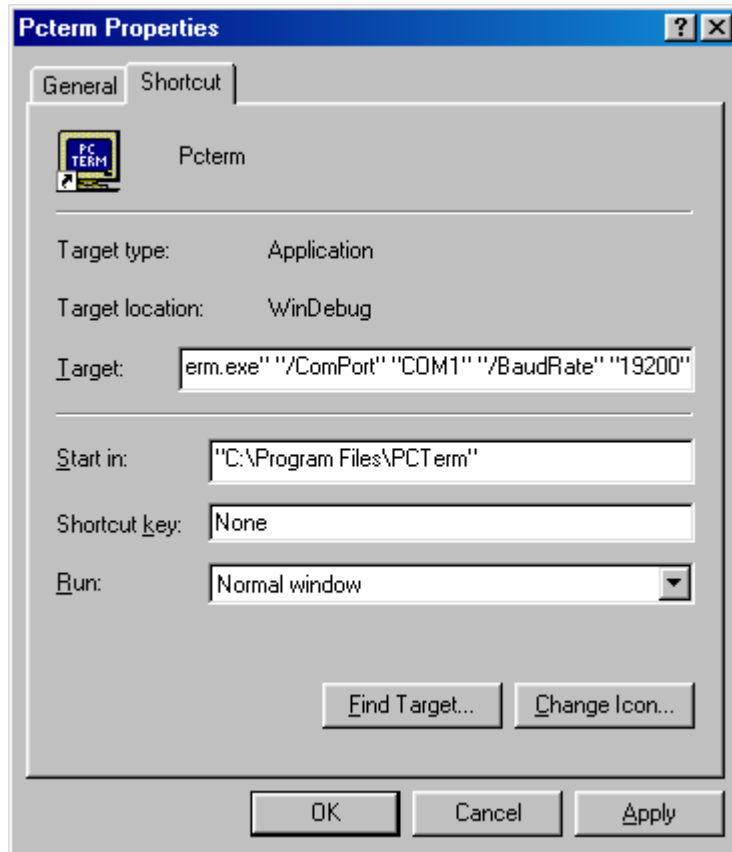 Pcterm Properties
General Shortcut
PC
TERM
Pcterm
Target type: Application
Target location: WinDebug
Target: erm.exe" "/ComPort" "COM1" "/BaudRate" "19200"
Start in: "C:\Program Files\PCTerm"
Shortcut key: None
Run: Normal window
Find Target... Change Icon...
OK Cancel Apply